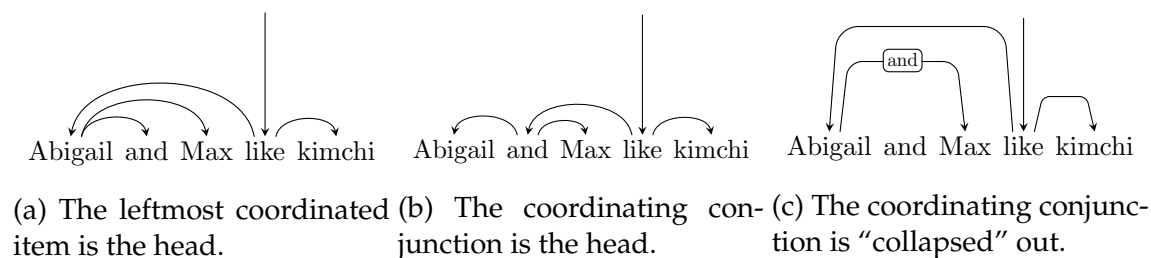 and
Abigail and Max like kimchi
Abigail and Max like kimchi
Abigail and Max like kimchi
(a) The leftmost coordinated
item is the head.
(b) The coordinating con-
junction is the head.
(c) The coordinating conjunc-
tion is “collapsed” out.